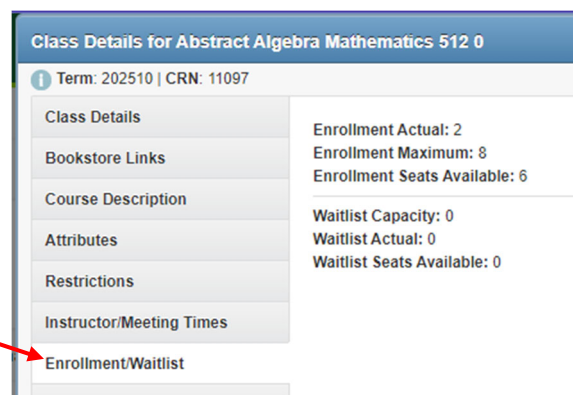 Class Details for Abstract Algebra Mathematics 512 0
Term: 202510 | CRN: 11097
Class Details
Bookstore Links
Course Description
Attributes
Restrictions
Instructor/Meeting Times
Enrollment/Waitlist
Enrollment Actual: 2
Enrollment Maximum: 8
Enrollment Seats Available: 6
Waitlist Capacity: 0
Waitlist Actual: 0
Waitlist Seats Available: 0